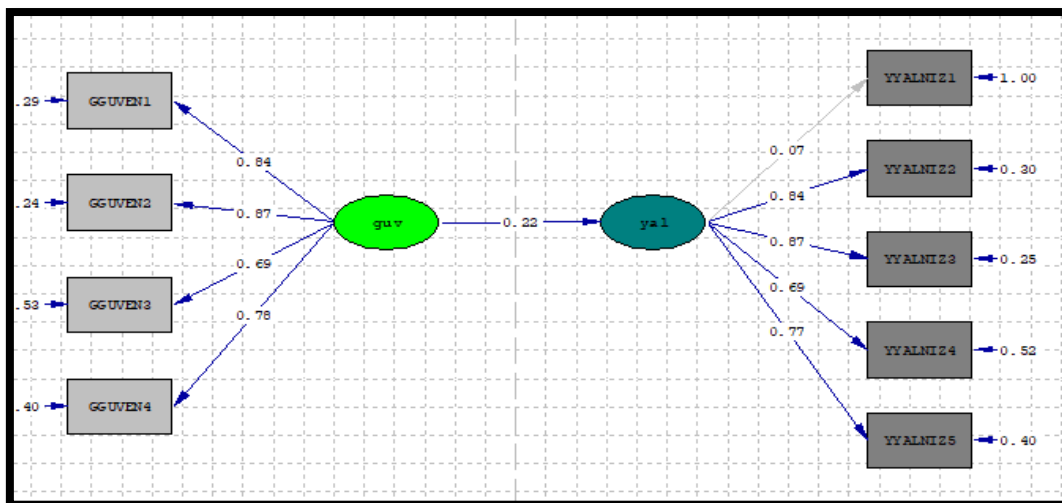 YYALNIZ1
1.00
.29
GGUVEN1
0.07
0.84
YYALNIZ2
0.30
0.84
.24
GGUVEN2
0.87
guv
0.22
yal
0.87
YYALNIZ3
0.25
0.69
0.69
.53
GGUVEN3
0.78
0.77
YYALNIZ4
0.52
.40
GGUVEN4
YYALNIZ5
0.40